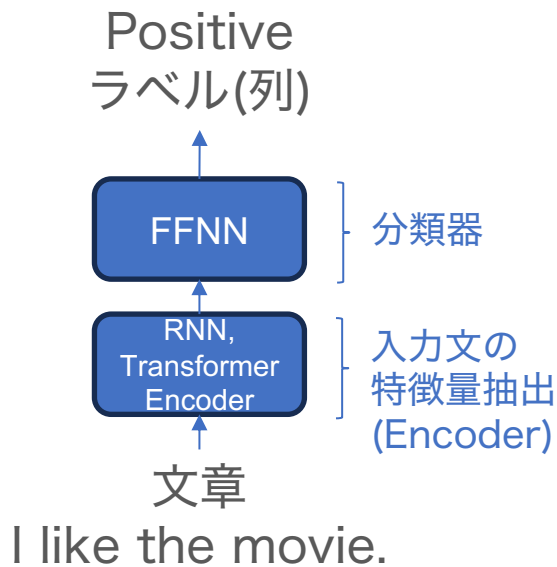 Positive
ラベル(列)
FFNN
分類器
RNN,
Transformer
Encoder
入力文の
特徴量抽出
(Encoder)
文章
I like the movie.